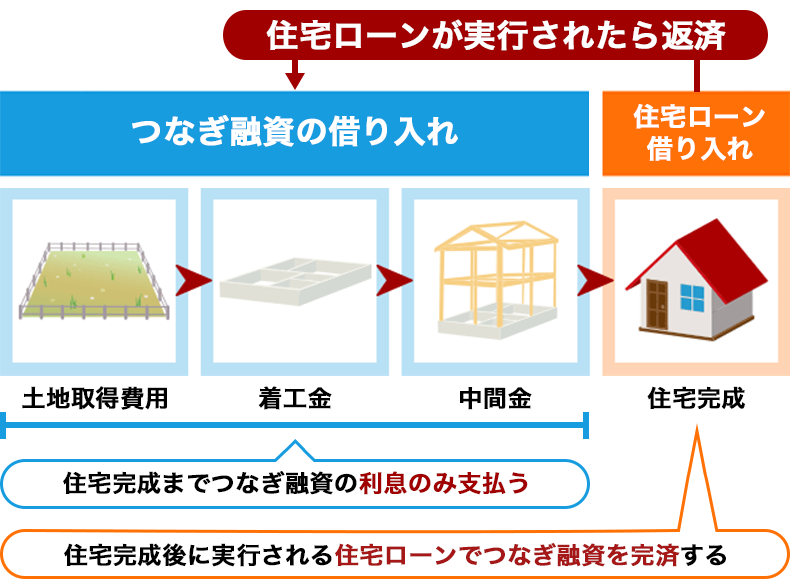 住宅ローンが実行されたら返済
つなぎ融資の借り入れ
住宅ローン
借り入れ
土地取得費用
着工金
中間金
住宅完成
住宅完成までつなぎ融資の利息のみ支払う
住宅完成後に実行される住宅ローンでつなぎ融資を完済する